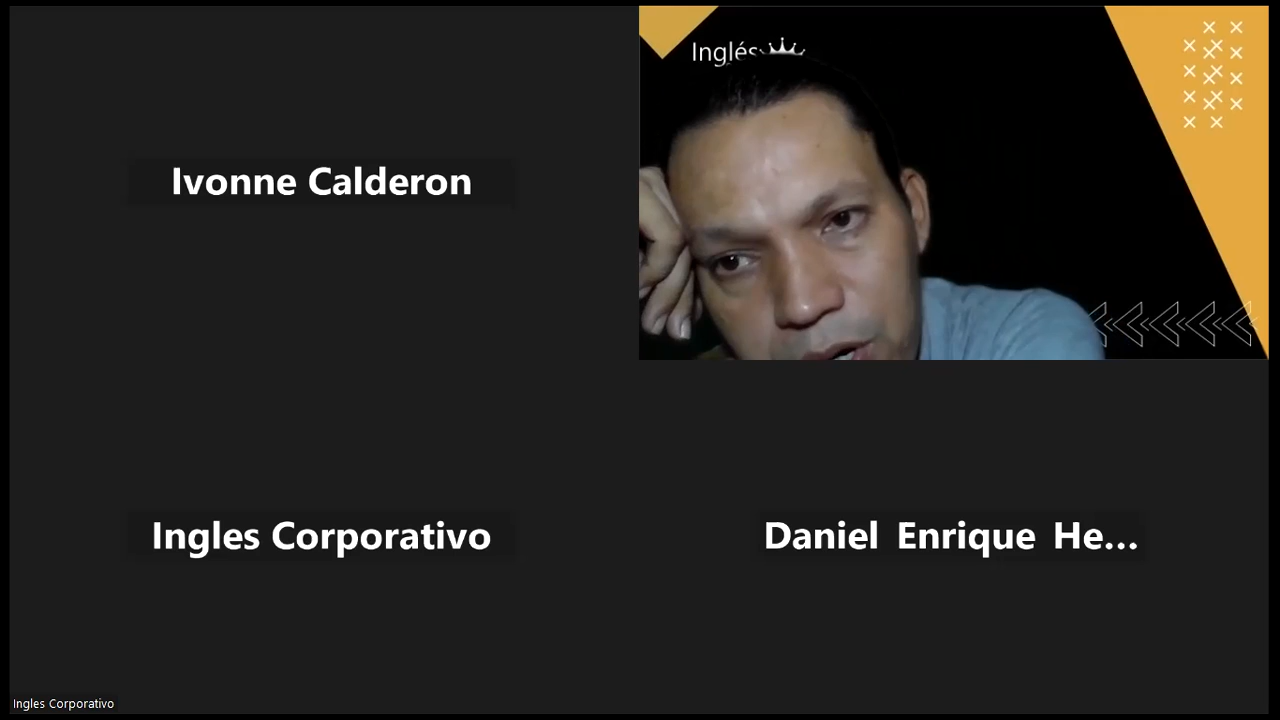 Ivonne Calderon
Inglés
Ingles Corporativo
Daniel Enrique He...
Ingles Corporativo